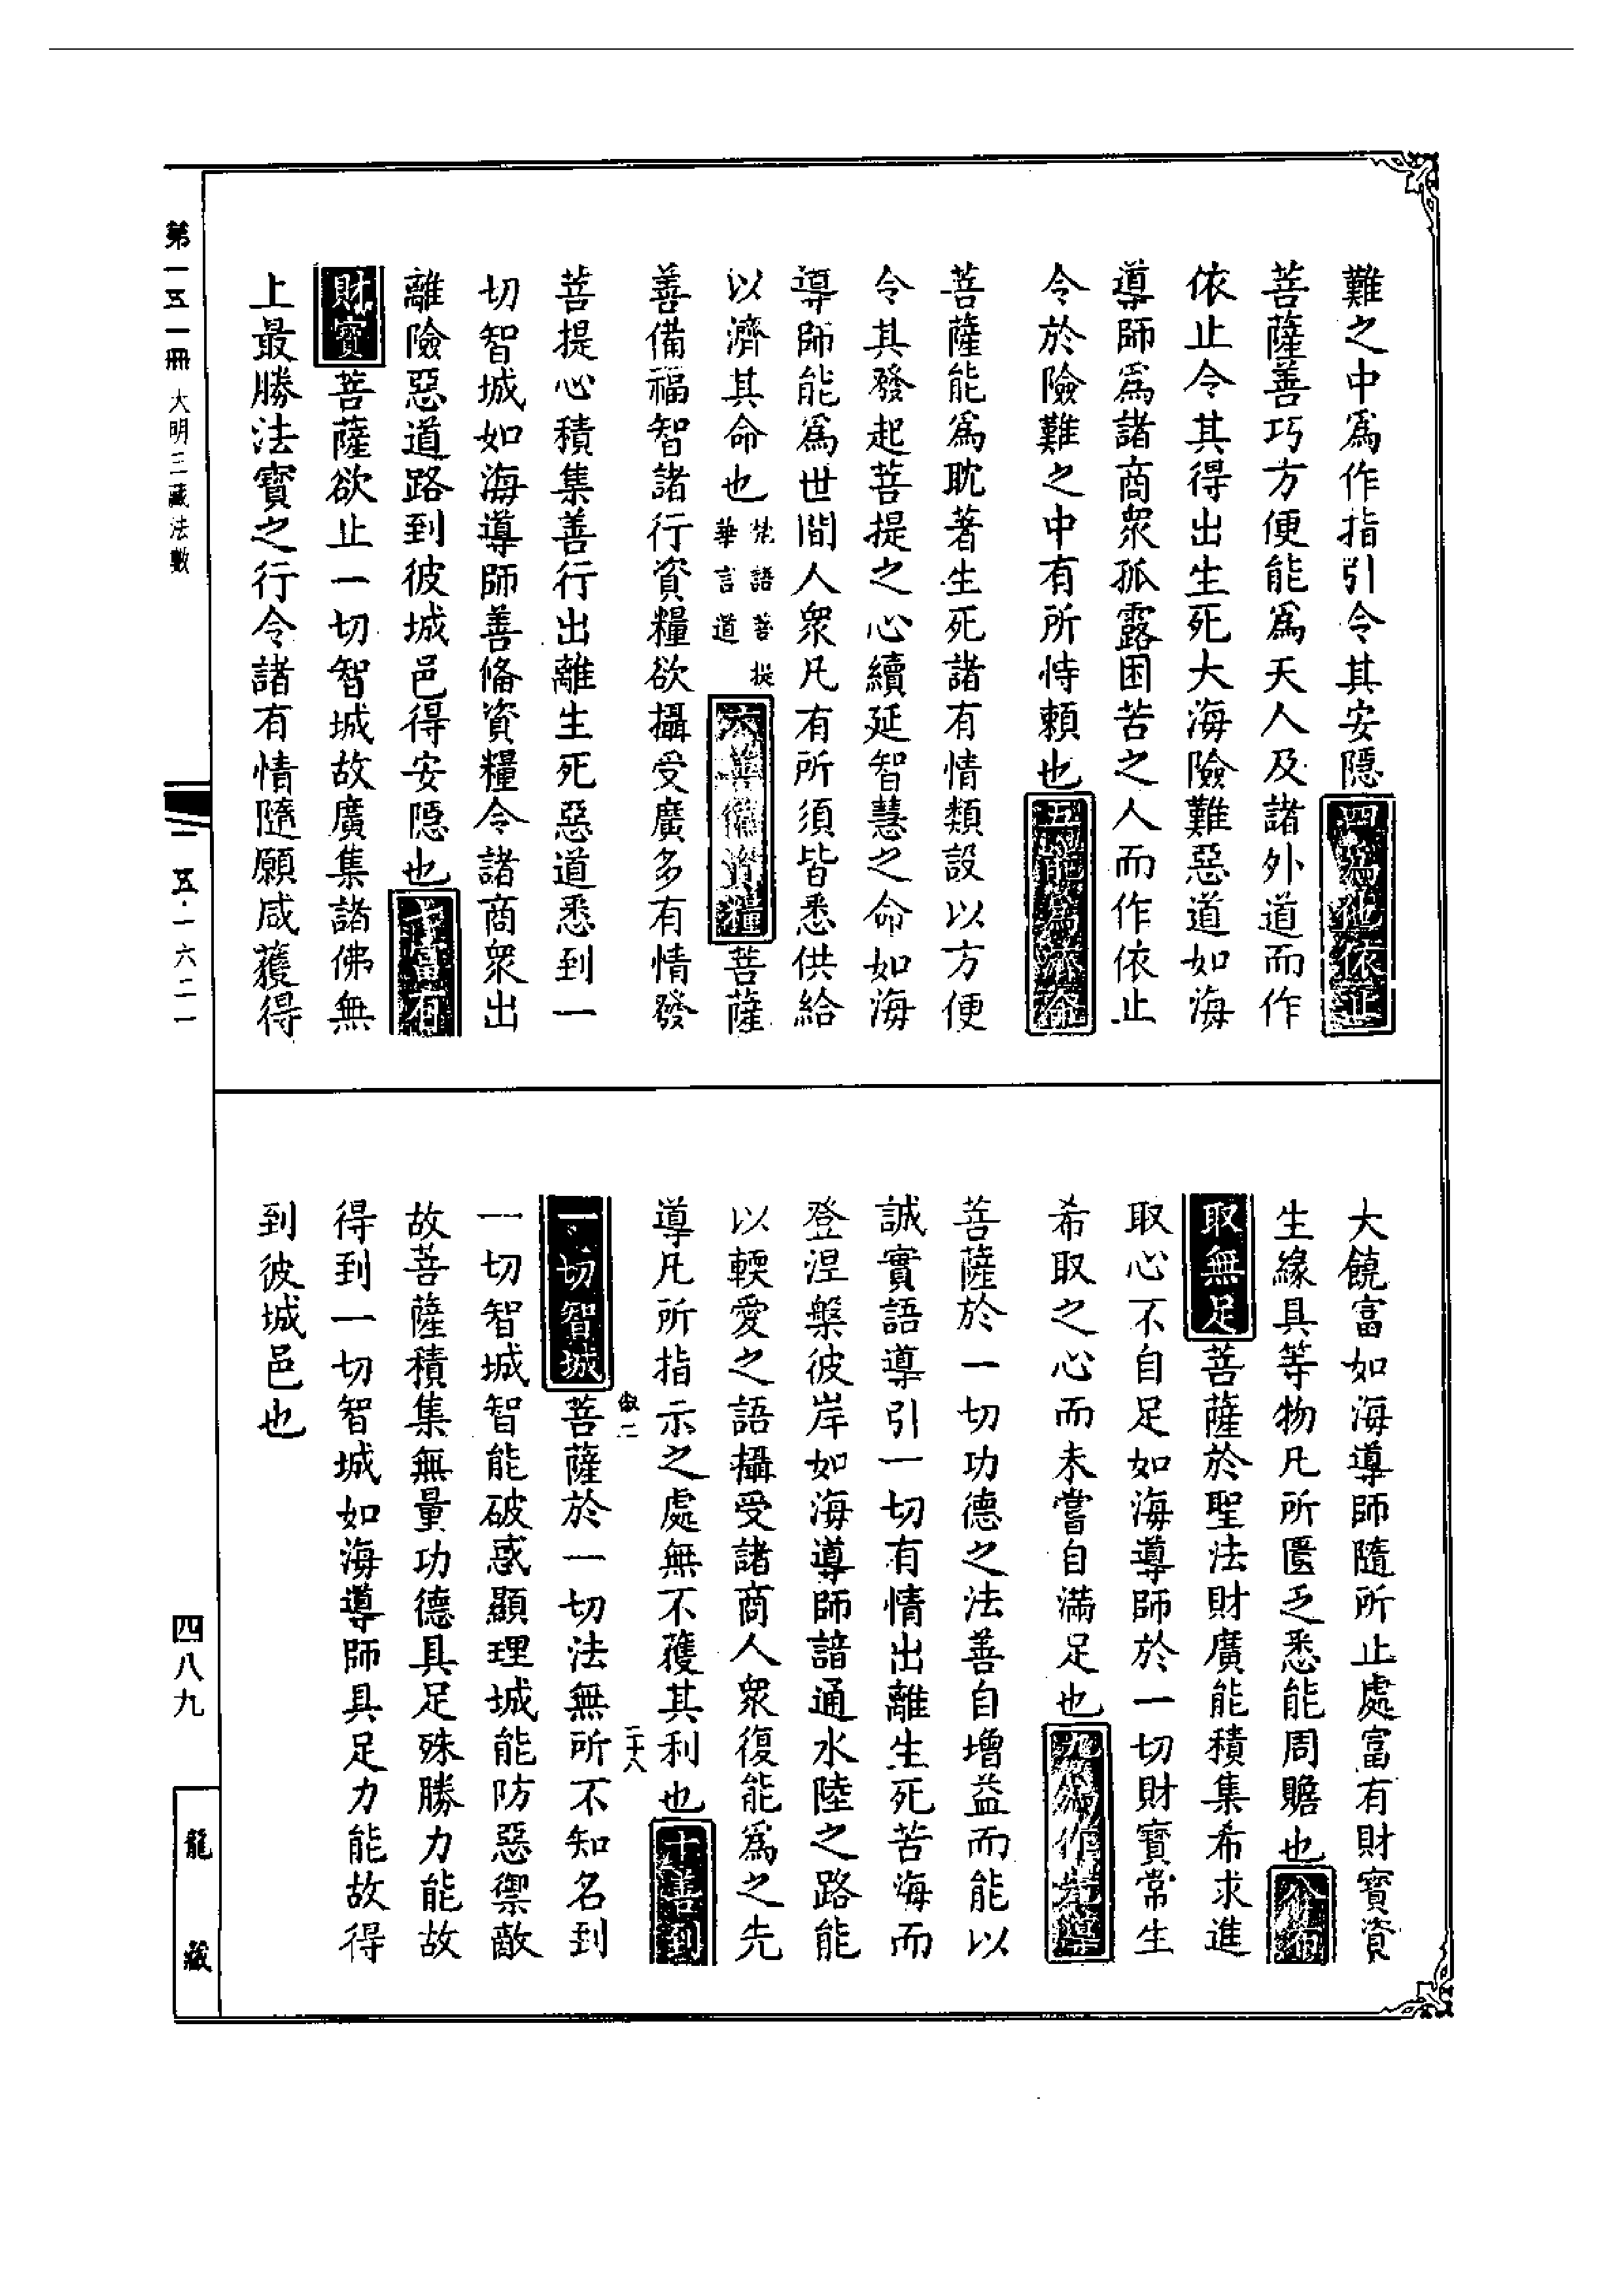 難之中爲作指引令其安隱四爲他依止
菩薩善巧方便能爲天人及諸外道而作
依止令其得出生死大海險難惡道如海
導師爲諸商衆孤露困苦之人而作依止
令於險難之中有所恃賴也五能爲濟命
菩薩能爲耽著生死諸有情類設以方便
令其發起菩提之心續延智慧之命如海
導師能爲世間人衆凡有所須皆悉供給
以濟其命也梵語菩提華言道六善備資糧菩薩
善備福智諸行資糧欲攝受廣多有情發
菩提心積集善行出離生死惡道悉到一
切智城如海導師善備資糧令諸商衆出
離險惡道路到彼城邑得安隱也七廣有
財寶菩薩欲止一切智城故廣集諸佛無
上最勝法寶之行令諸有情隨願咸獲得
大饒富如海導師隨所止處富有財寶資
生緣具等物凡所匱乏悉能周贍也八希
取無足菩薩於聖法財廣能積集希求進
取心不自足如海導師於一切財寶常生
希取之心而未嘗自滿足也九能作先導
菩薩於一切功德之法善自增益而能以
誠實語導引一切有情出離生死苦海而
登涅槃彼岸如海導師諳通水陸之路能
以輭愛之語攝受諸商人衆復能爲之先
導凡所指示之處無不獲其利也十善到
二十八
一切智城菩薩於一切法無所不知名到
一切智城智能破惑顯理城能防惡禦敵
故菩薩積集無量功德具足殊勝力能故
得到一切智城如海導師具足力能故得
到彼城邑也
第一五一冊 大明三藏法數
一五·一六二一
四八九
龍藏